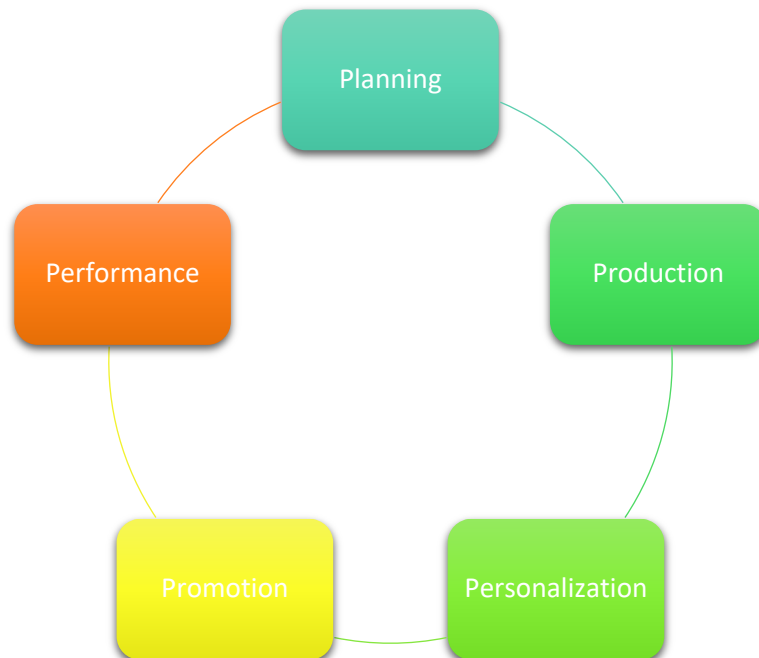 Planning
Production
Personalization
Promotion
Performance